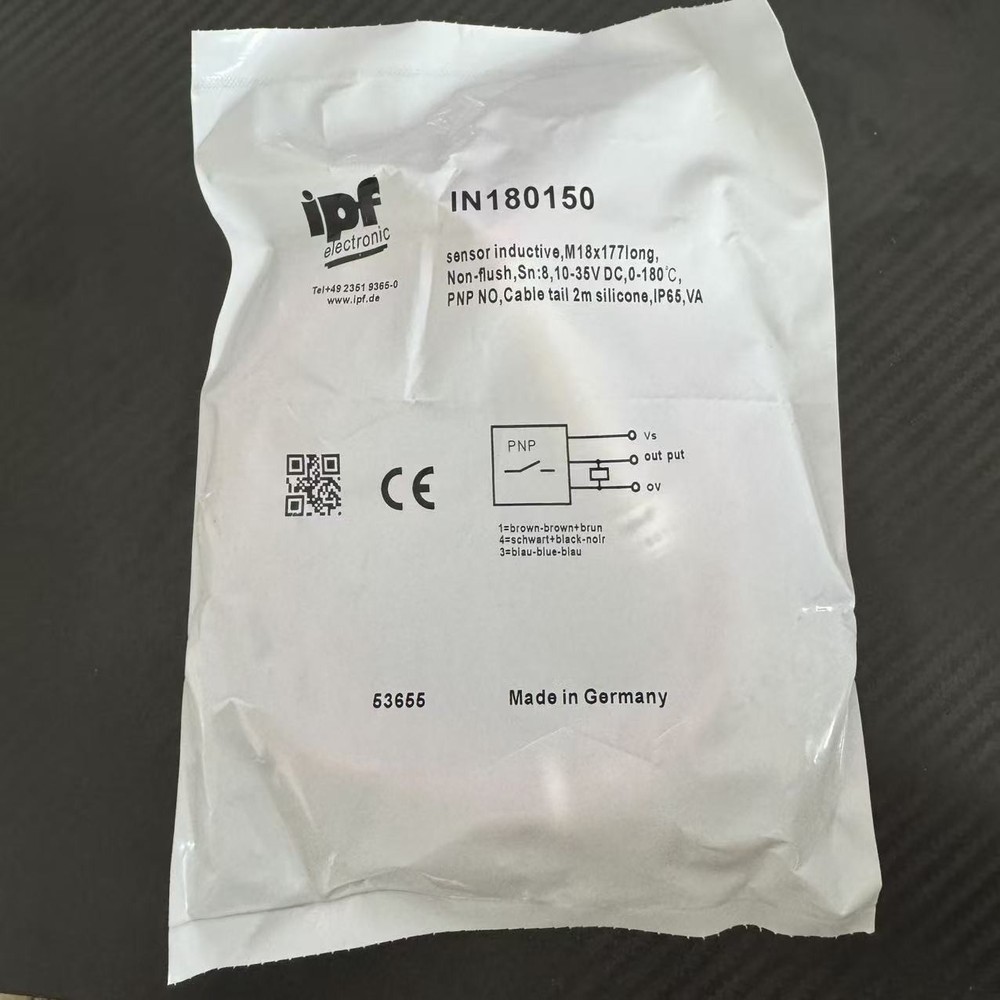 ipf
electronic
Tel+49 2351 9365-0
www.ipf.de
IN180150
sensor inductive,M18x177long,
Non-flush,Sn:8,10-35V DC,0-180℃,
PNP NO,Cable tail 2m silicone,IP65,VA
CE
PNP
Vs
out put
oV
1=brown-brown+brun
4=schwart+black-noir
3=blau-blue-blau
53655
Made in Germany